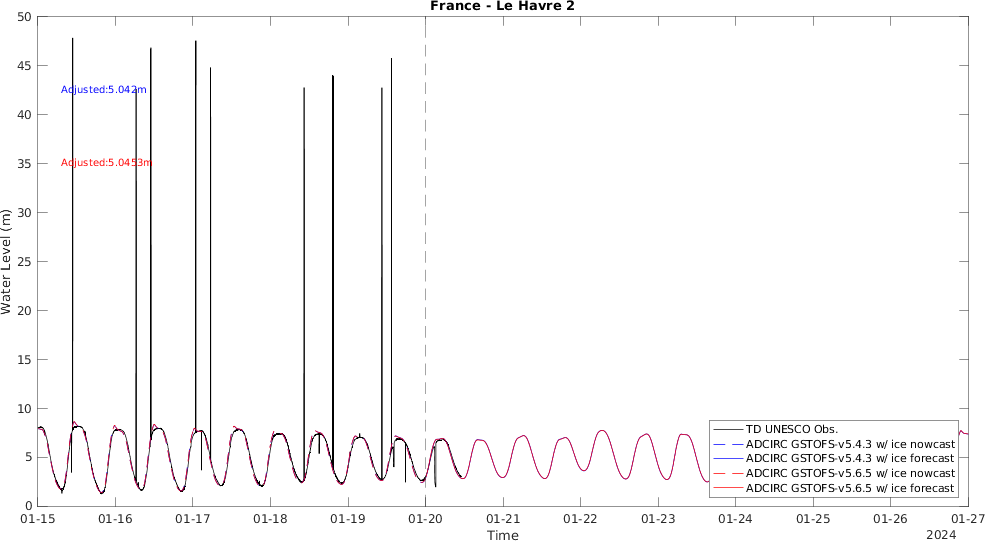 France - Le Havre 2
50
45
40
35
30
25
20
15
10
5
0
Water Level (m)
Adjusted:5.042m
Adjusted:5.0453m
TD UNESCO Obs.
ADCIRC GSTOFS-v5.4.3 w/ ice nowcast
ADCIRC GSTOFS-v5.4.3 w/ ice forecast
ADCIRC GSTOFS-v5.6.5 w/ ice nowcast
ADCIRC GSTOFS-v5.6.5 w/ ice forecast
01-15 01-16 01-17 01-18 01-19 01-20 01-21 01-22 01-23 01-24 01-25 01-26 01-27
Time
2024